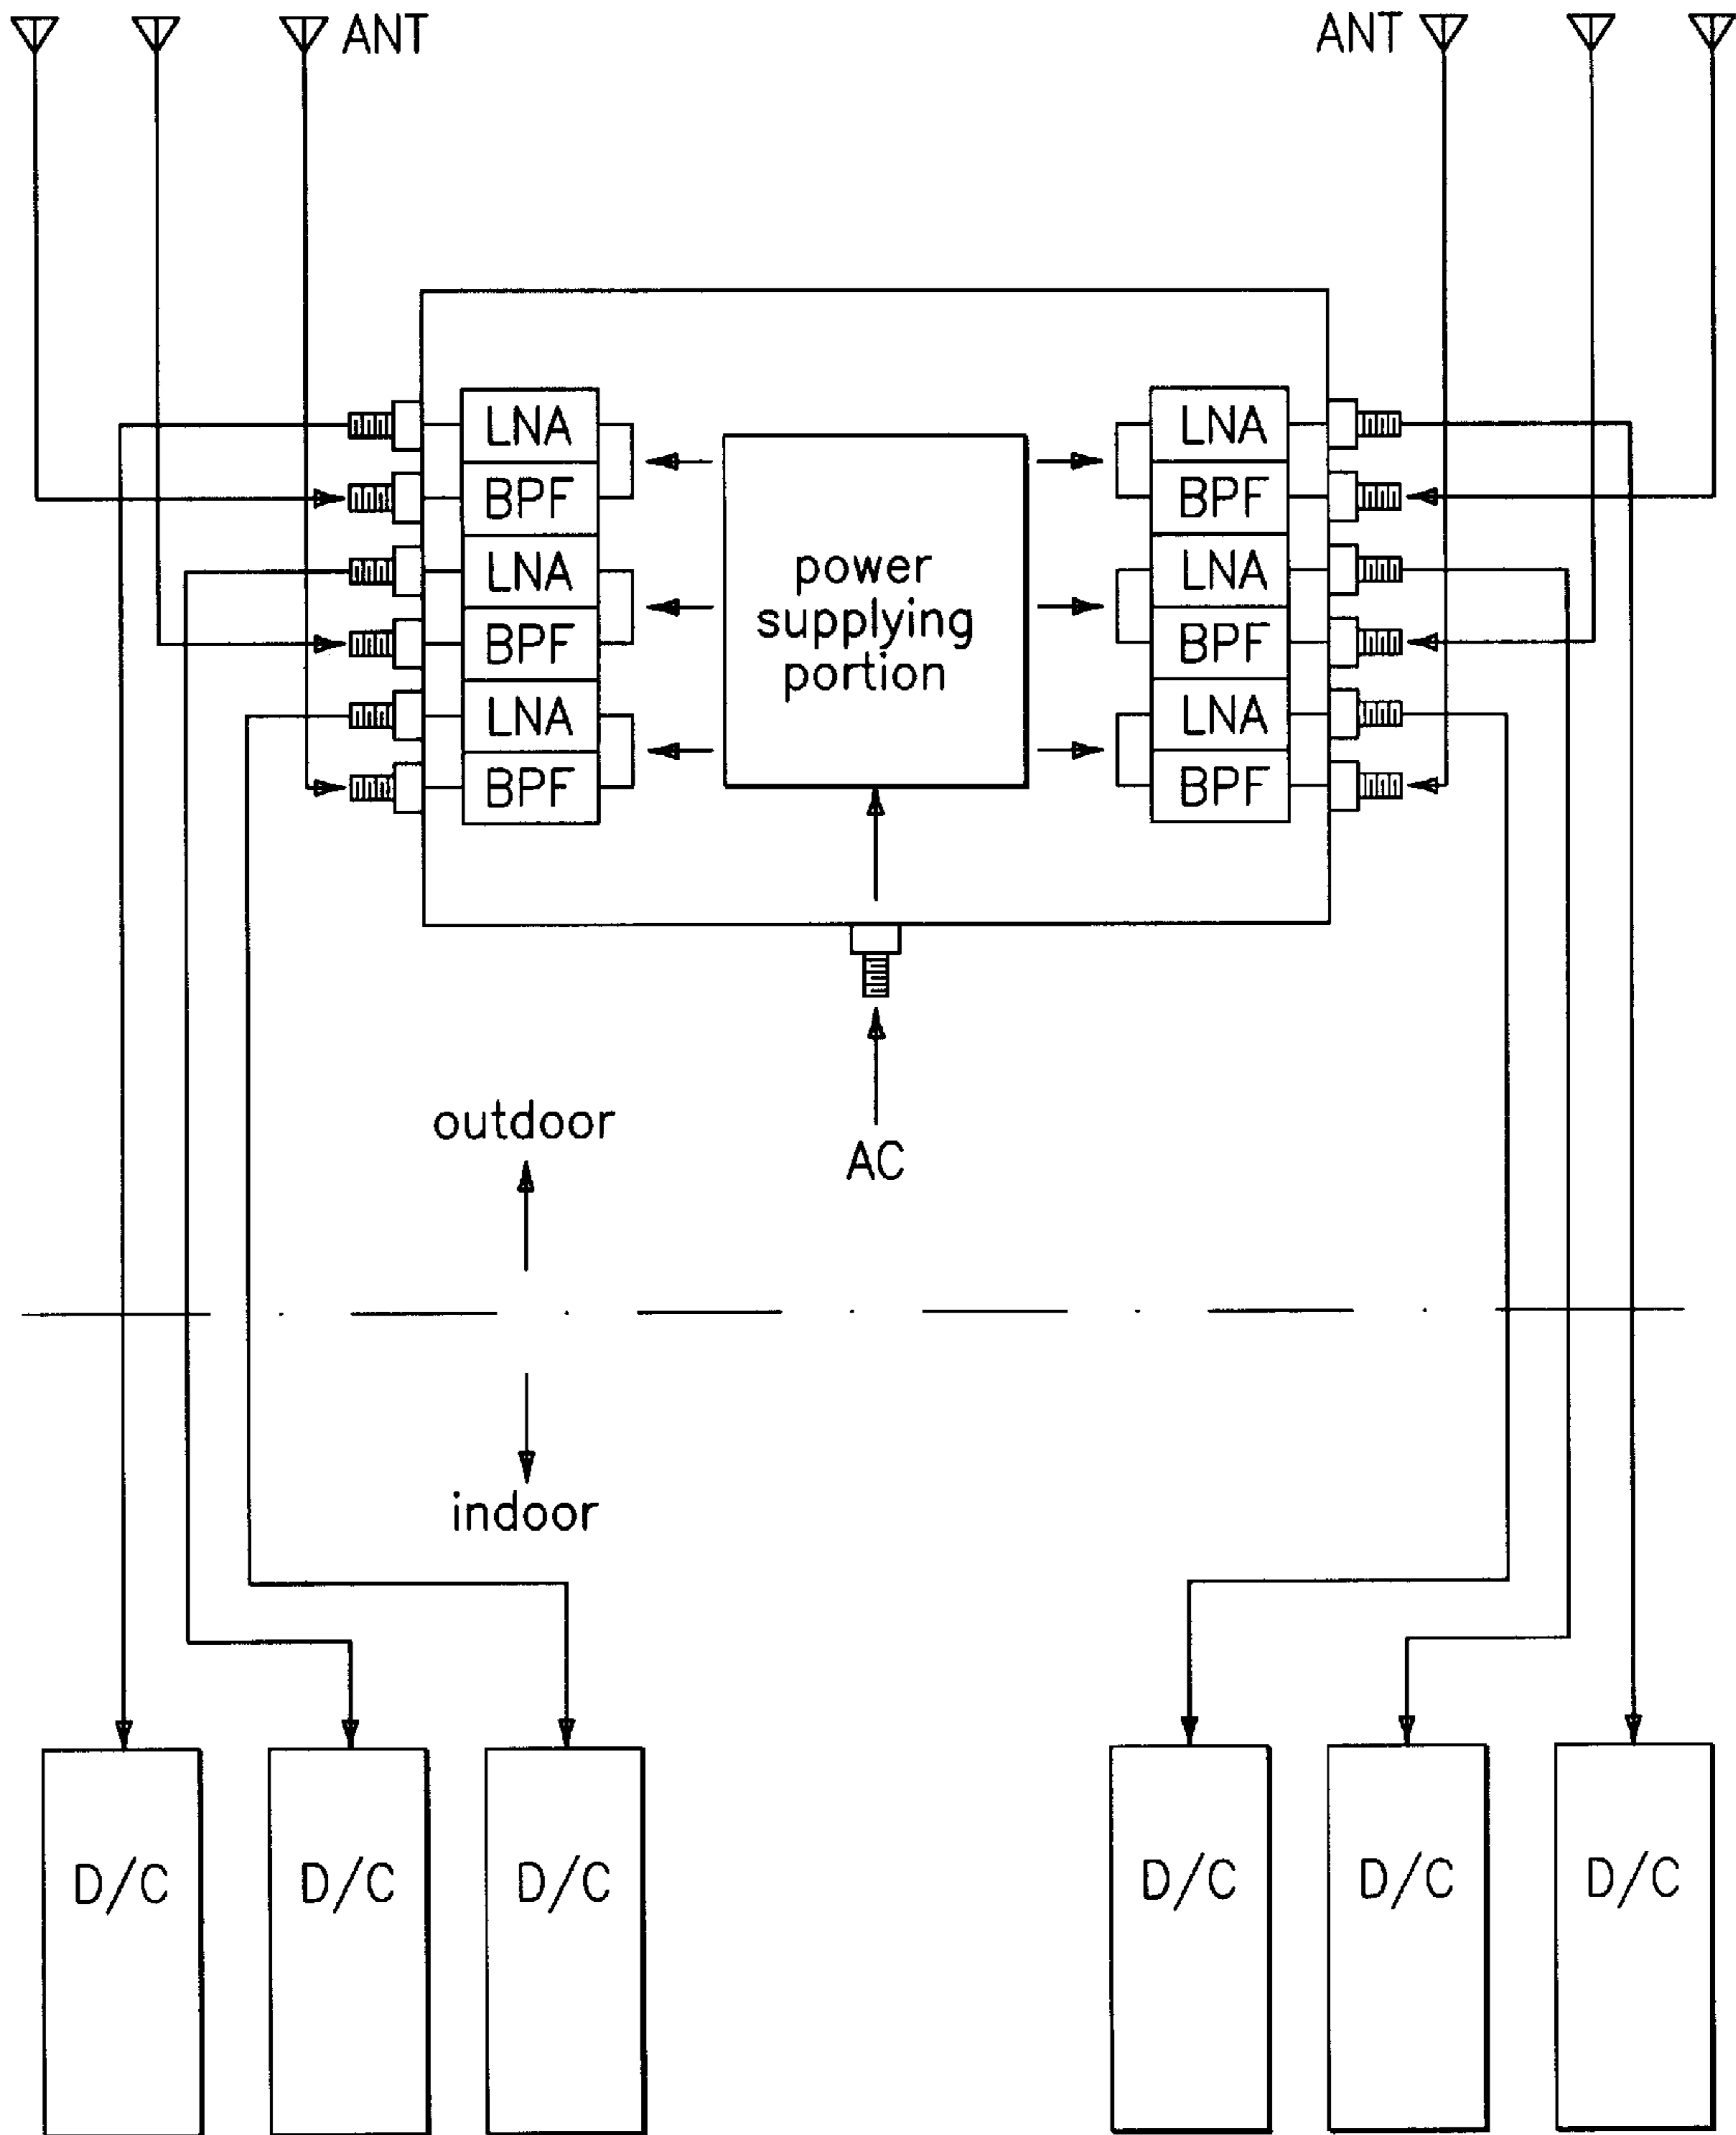 ANT
ANT
LNA
BPF
LNA
BPF
LNA
BPF
power
supplying
portion
LNA
BPF
LNA
BPF
LNA
BPF
AC
outdoor
indoor
D/C
D/C
D/C
D/C
D/C
D/C